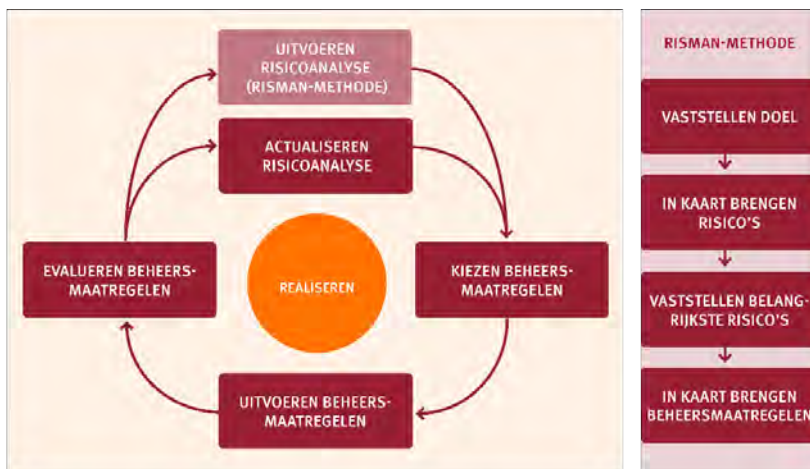 UITVOEREN
RISICOANALYSE
(RISMAN-METHODE)
ACTUALISEREN
RISICOANALYSE
EVALUEREN BEHEERS-
MAATREGELEN
REALISEREN
KIEZEN BEHEERS-
MAATREGELEN
UITVOEREN BEHEERS-
MAATREGELEN
RISMAN-METHODE
VASTSTELLEN DOEL
IN KAART BRENGEN
RISICO'S
VASTSTELLEN BELANG-
RIJKSTE RISICO'S
IN KAART BRENGEN
BEHEERSMAATREGELEN